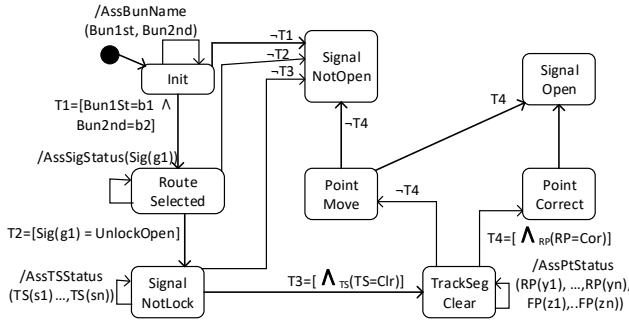 /AssBunName
(Bun1st, Bun2nd)
Init
¬T1
¬T2
¬T3
Signal
NotOpen
Signal
Open
T1=[Bun1St=b1 ∧
Bun2nd=b2]
T4
¬T4
/AssSigStatus(Sig(g1))
Route
Selected
Point
Move
Point
Correct
¬T4
T2=[Sig(g1) = UnlockOpen]
T4=[ ∧ RP(RP=Cor)]
/AssTSStatus
(TS(s1) ...,TS(sn))
Signal
NotLock
T3=[ ∧ TS(TS=Clr)]
TrackSeg
Clear
/AssPtStatus
(RP(y1), ...,RP(yn),
FP(z1),..FP(zn))